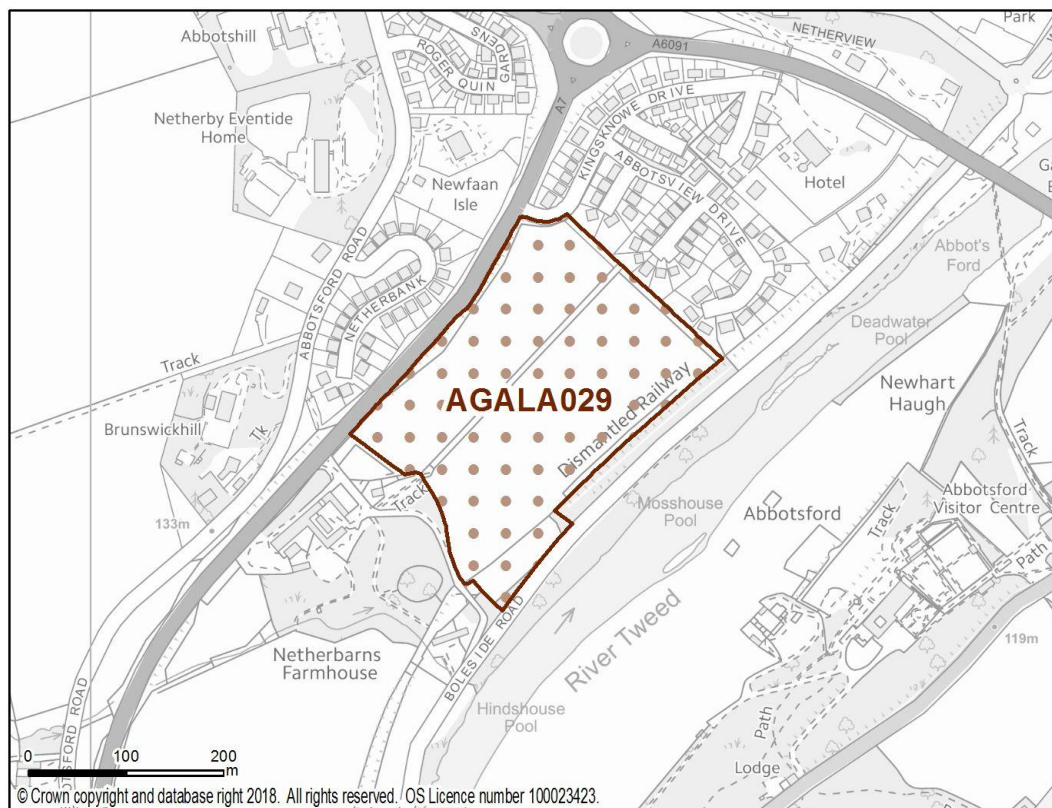 Park
Abbotshill
ROGER QUIN
GARDENS
A6091
NETHERVIEW
A7
Netherby Eventide
Home
KINGSKNOWE DRIVE
ABBOTSVIEW DRIVE
Newfaan
Isle
Hotel
ABBOTSFORD ROAD
NETHERBANK
Abbot's
Ford
Deadwater
Pool
Track
AGALA029
Newhart
Haugh
Dismantled Railway
Brunswickhill
Tk
Track
Track
133m
Mosshouse
Pool
Abbotsford
Track
Abbotsford
Visitor Centre
Path
BOLESIDE ROAD
River Tweed
119m
Netherbarns
Farmhouse
Hindshouse
Pool
Path
Lodge
OTSFORD ROAD
0 100 200
m
© Crown copyright and database right 2018. All rights reserved. OS Licence number 100023423.